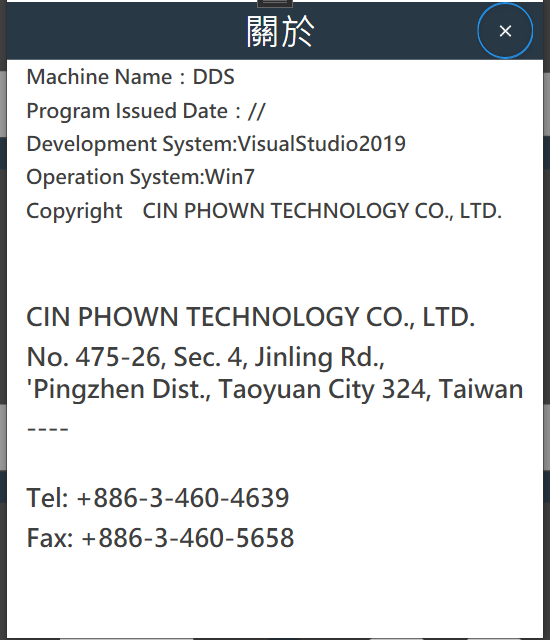 關於
Machine Name：DDS
Program Issued Date：//
Development System:VisualStudio2019
Operation System:Win7
Copyright　CIN PHOWN TECHNOLOGY CO., LTD.
CIN PHOWN TECHNOLOGY CO., LTD.
No. 475-26, Sec. 4, Jinling Rd.,
'Pingzhen Dist., Taoyuan City 324, Taiwan
----
Tel: +886-3-460-4639
Fax: +886-3-460-5658